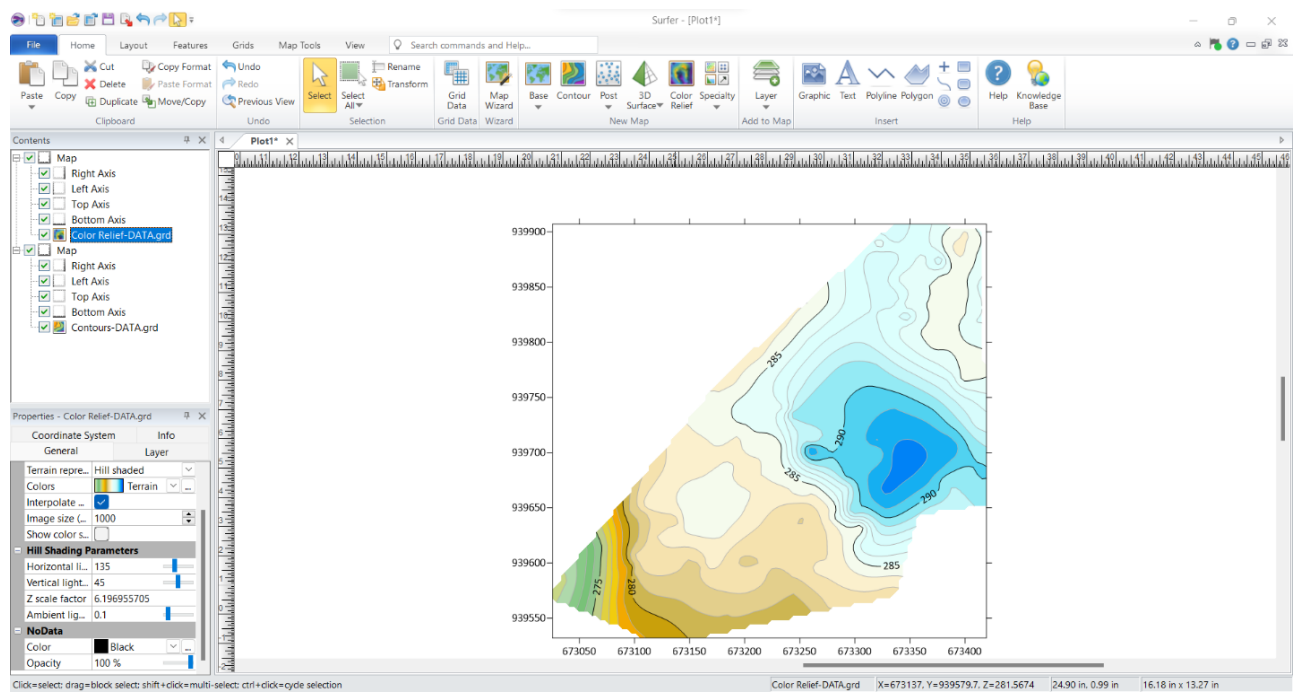 Surfer - [Plot1*]
File Home Layout Features Grids Map Tools View Search commands and Help...
Paste Copy Cut Delete Duplicate Copy Format Paste Format Move/Copy
Undo Redo Previous View
Select Select All Rename Transform
Grid Data Map Wizard Base Contour Post 3D Surface Color Relief Specialty Layer Graphic Text Polyline Polygon Help Knowledge Base
Clipboard Undo Selection Grid Data Wizard New Map Add to Map Insert Help
Contents
Map
Right Axis
Left Axis
Top Axis
Bottom Axis
Color Relief-DATA.grd
Map
Right Axis
Left Axis
Top Axis
Bottom Axis
Contours-DATA.grd
Properties - Color Relief-DATA.grd
Coordinate System Info
General Layer
Terrain repre... Hill shaded
Colors Terrain ...
Interpolate ...
Image size (... 1000
Show color s...
Hill Shading Parameters
Horizontal li... 135
Vertical light... 45
Z scale factor 6.196955705
Ambient lig... 0.1
NoData
Color Black ...
Opacity 100 %
Plot1*
939900
939850
939800
939750
939700
939650
939600
939550
673050 673100 673150 673200 673250 673300 673350 673400
285
290
285
290
285
275
280
Click=select; drag=block select; shift+click=multi-select; ctrl+click=cycle selection
Color Relief-DATA.grd X=673137, Y=939579.7, Z=281.5674 24.90 in, 0.99 in 16.18 in x 13.27 in